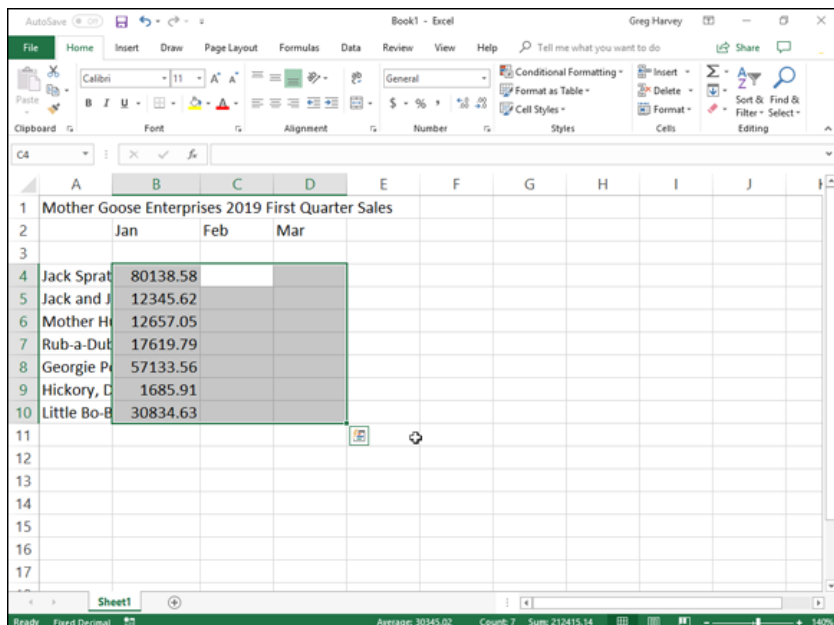 AutoSave Off Book1 - Excel Greg Harvey
File Home Insert Draw Page Layout Formulas Data Review View Help Tell me what you want to do Share
Paste Calibri 11 A A General Conditional Formatting Insert Σ A Z
B I U A $ % , Format as Table Delete Sort & Find &
Cell Styles Format Filter Select
Clipboard Font Alignment Number Styles Cells Editing
C4 fx
A B C D E F G H I J
1 Mother Goose Enterprises 2019 First Quarter Sales
2 Jan Feb Mar
3
4 Jack Sprat 80138.58
5 Jack and J 12345.62
6 Mother H 12657.05
7 Rub-a-Dub 17619.79
8 Georgie P 57133.56
9 Hickory, D 1685.91
10 Little Bo-B 30834.63
11
12
13
14
15
16
17
Sheet1
Ready Fixed Decimal Average: 30345.02 Count: 7 Sum: 212415.14 140%